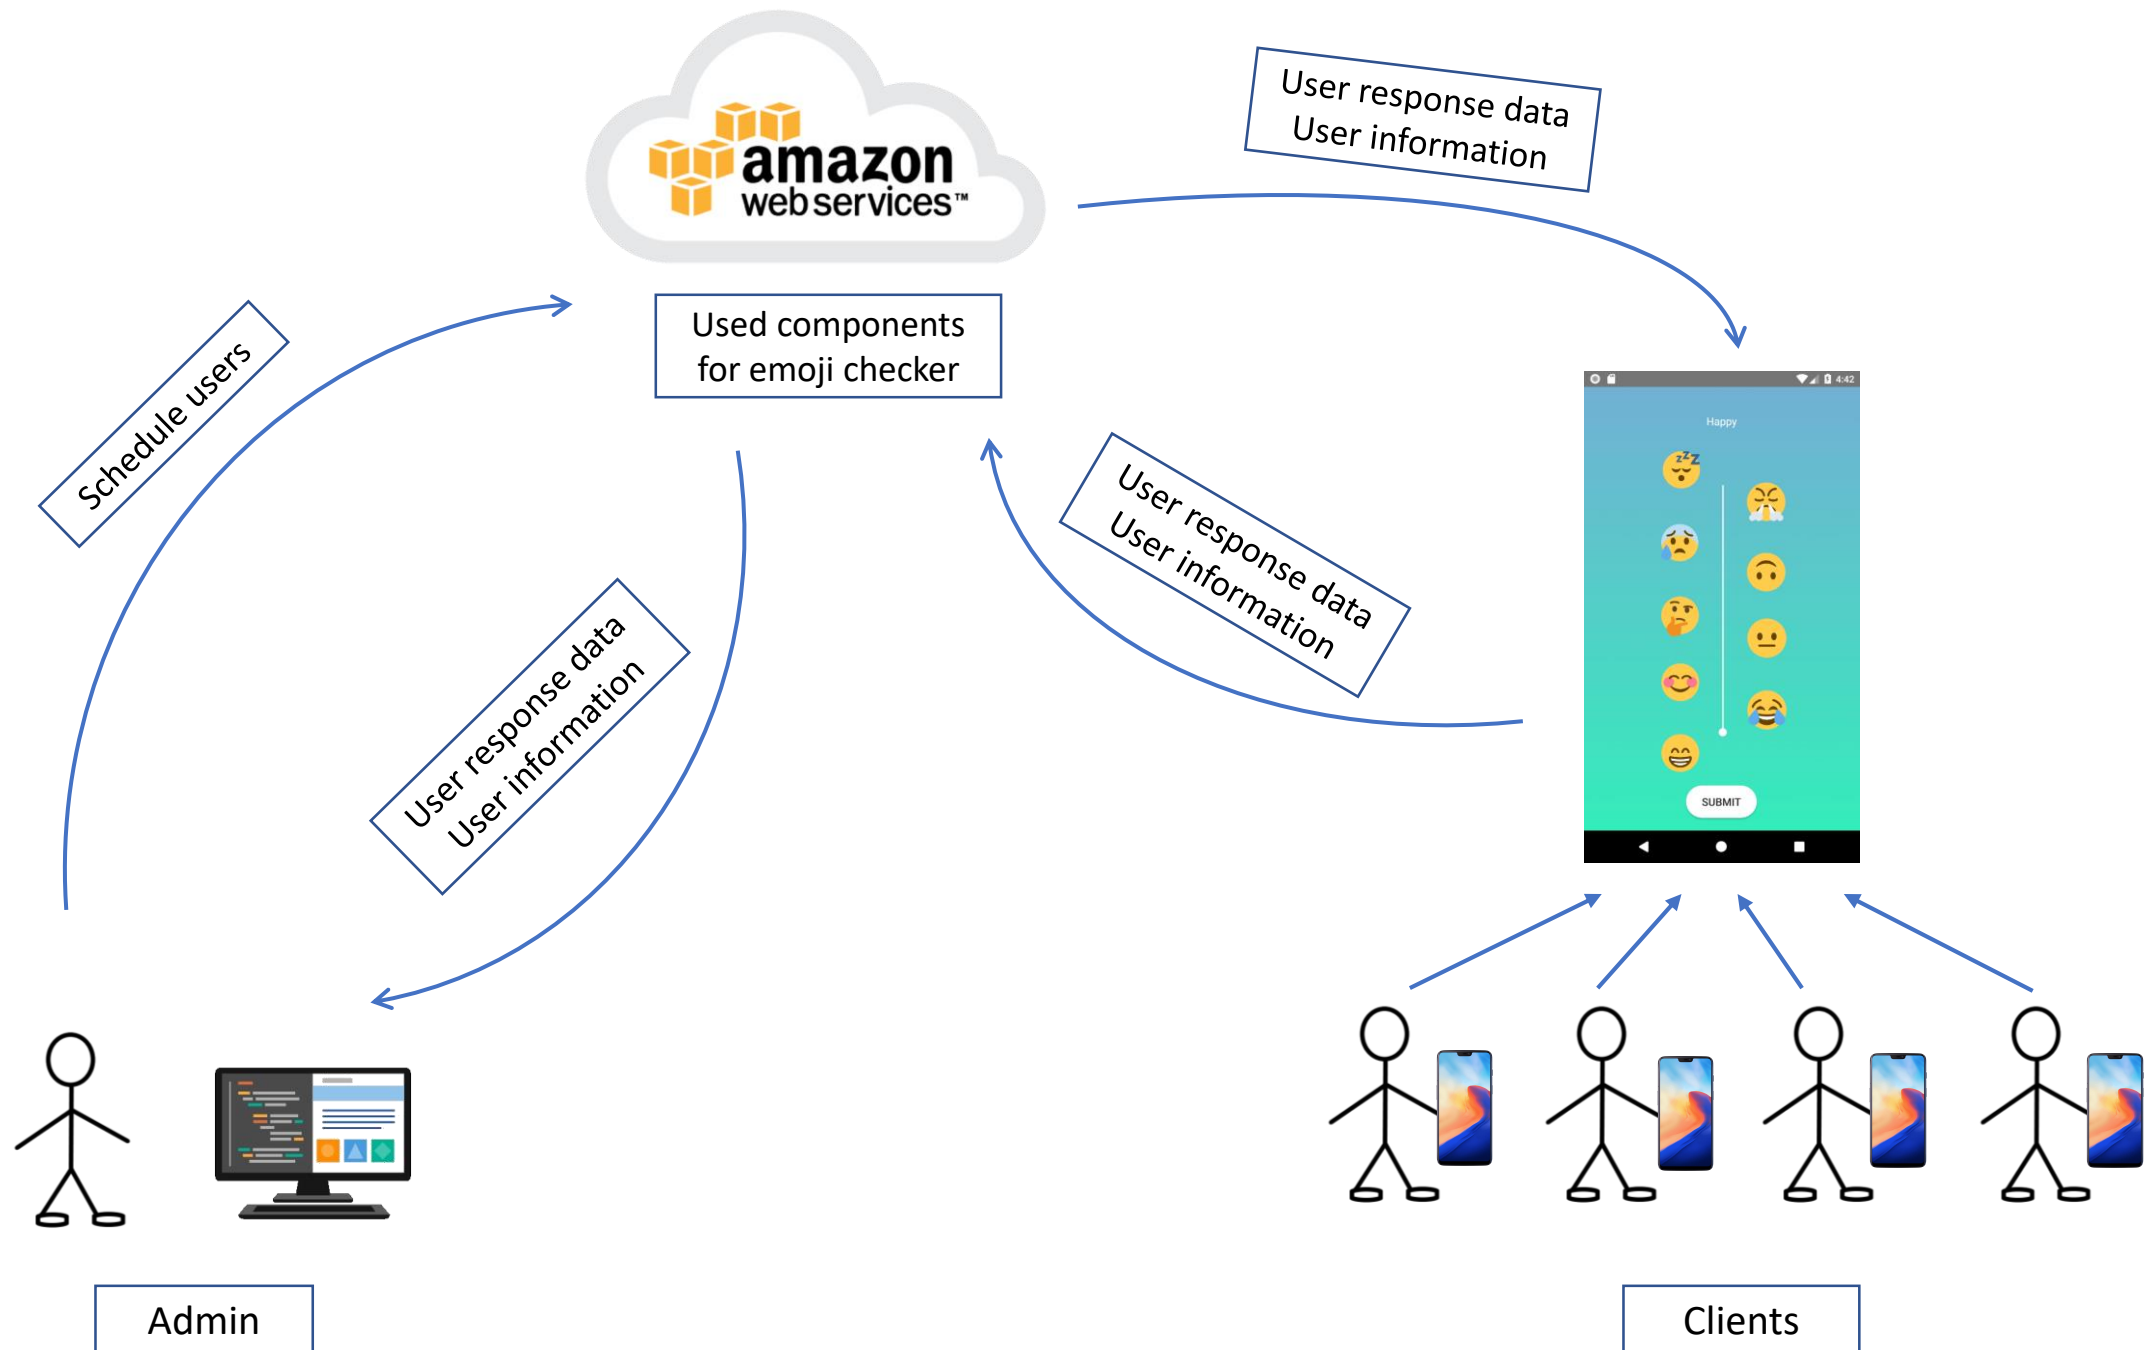 amazon
web services™
User response data
User information
Used components
for emoji checker
Schedule users
User response data
User information
User response data
User information
4:42
Happy
zzZ
SUBMIT
Admin
Clients